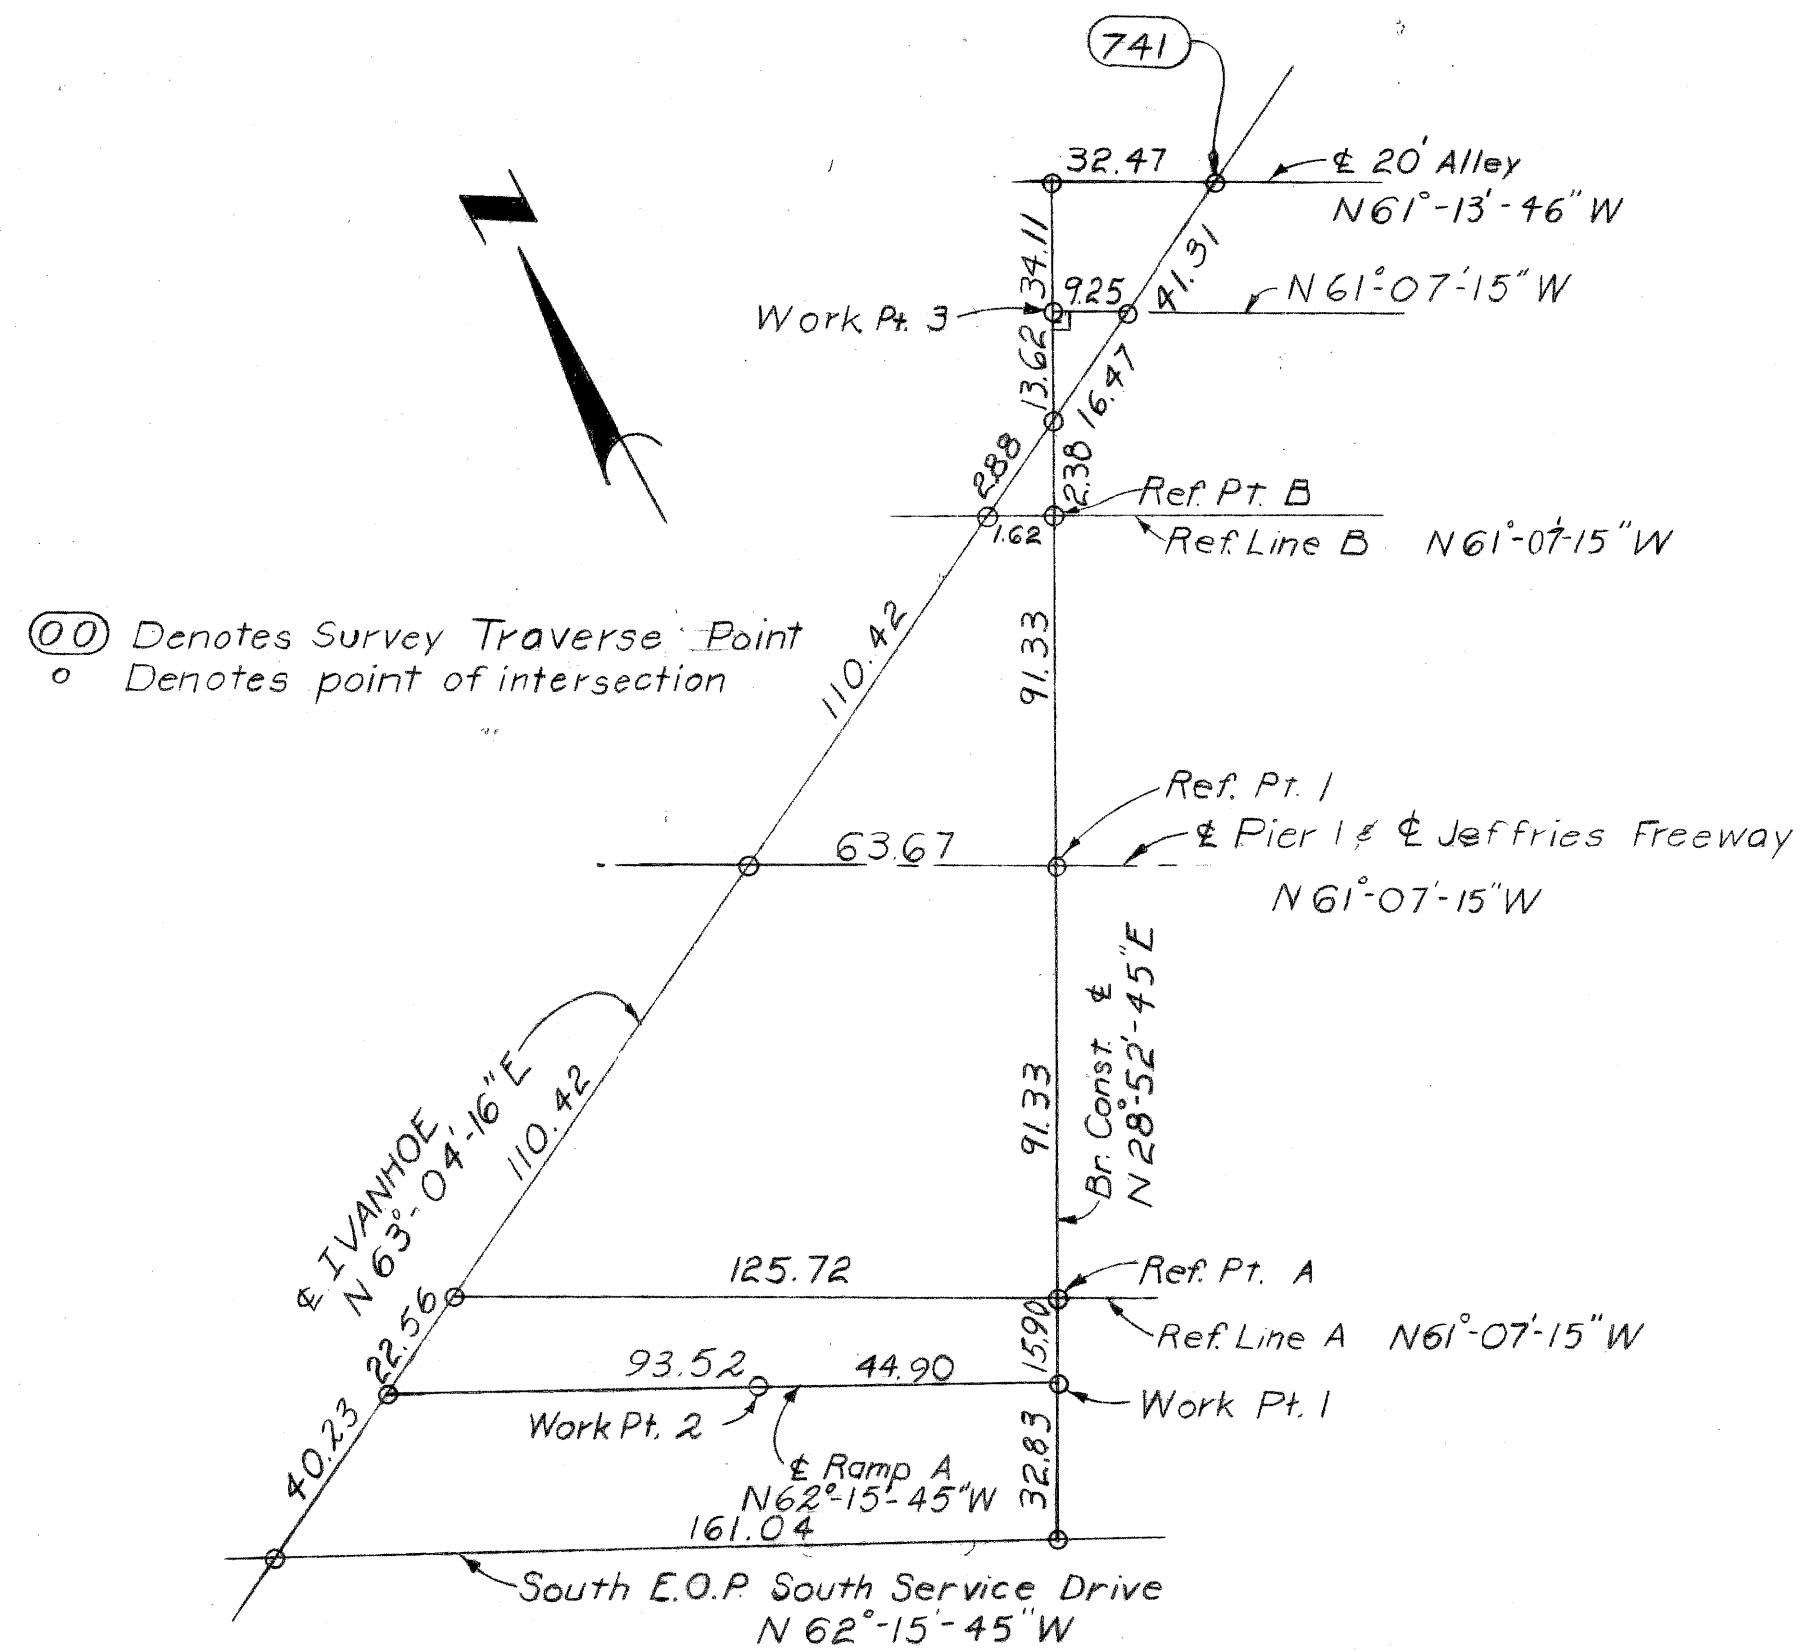 741
32.47
℄ 20' Alley
N61°-13'-46"W
34.11
41.31
9.25
N61°-07'-15"W
Work Pt. 3
13.62
16.47
2.88
2.38
Ref. Pt. B
1.62
Ref. Line B N61°-07'-15"W
00 Denotes Survey Traverse Point
o Denotes point of intersection
110.42
91.33
Ref. Pt. 1
63.67
℄ Pier 1 & ℄ Jeffries Freeway
N61°-07'-15"W
Br. Const. ℄
N28°-52'-45"E
℄ IVANHOE
N63°-04'-16"E
110.42
91.33
125.72
Ref. Pt. A
22.56
15.90
Ref. Line A N61°-07'-15"W
93.52
44.90
Work Pt. 2
Work Pt. 1
40.23
℄ Ramp A
N62°-15'-45"W
32.83
161.04
South E.O.P. South Service Drive
N62°-15'-45"W